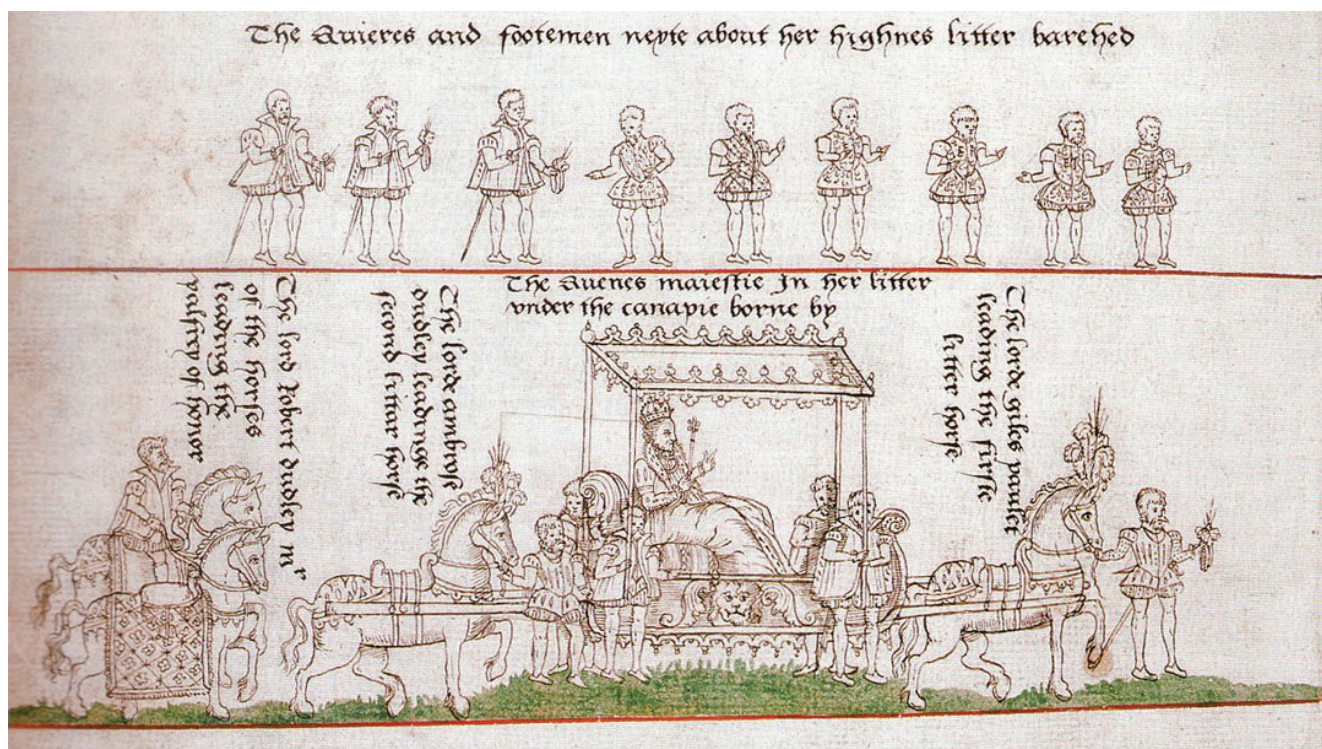 The Quieres and footemen nexte about her highnes litter barehed
The lord Robert dudley Mr
of the horses
leading the
palfrey of honor
The lorde ambrose
dudley leadinge the
second littar horse
The Quenes maiestie In her litter
vnder the canapie borne by
The lorde giles paulet
leading the firste
litter horse